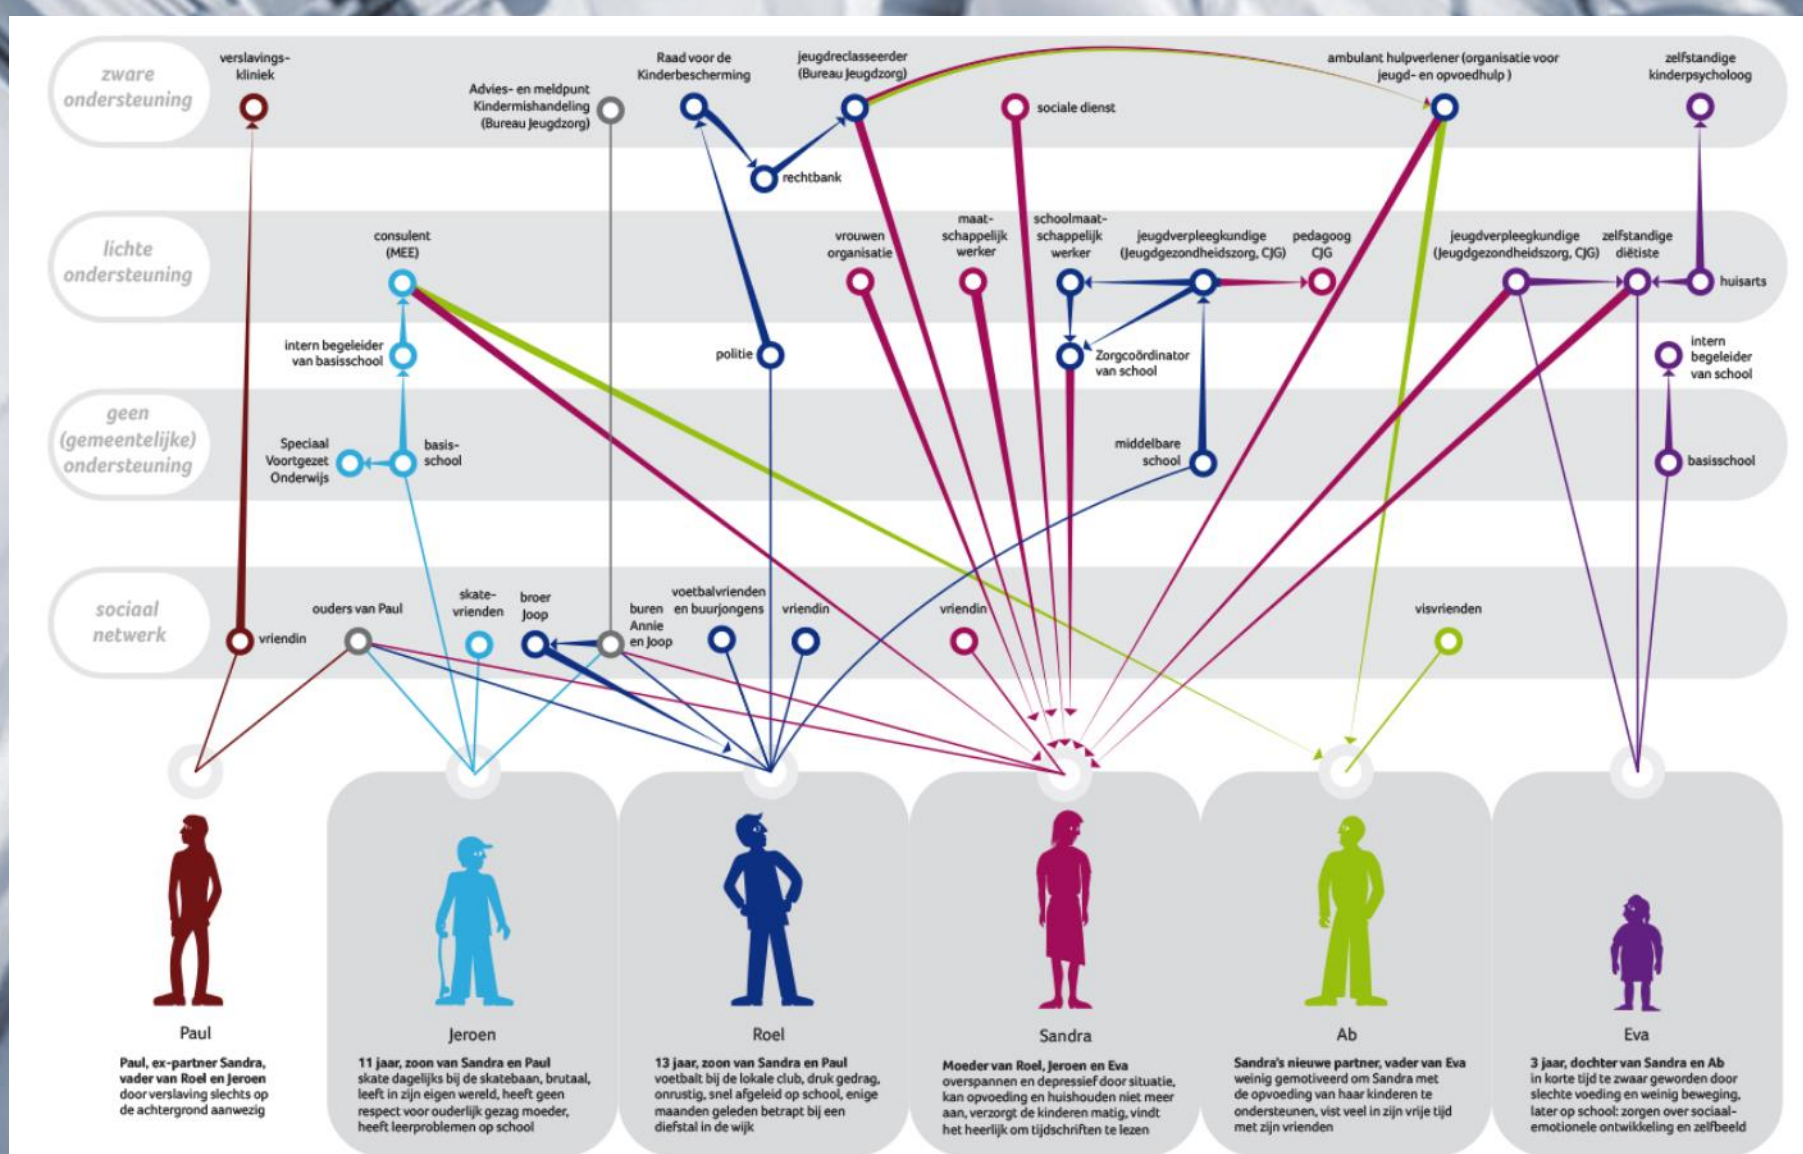 zware
ondersteuning
verslavings-
kliniek
Advies- en meldpunt
Kindermishandeling
(Bureau Jeugdzorg)
Raad voor de
Kinderbescherming
jeugdreclasseerder
(Bureau Jeugdzorg)
sociale dienst
ambulant hulpverlener (organisatie voor
jeugd- en opvoedhulp )
zelfstandige
kinderpsycholoog
rechtbank
lichte
ondersteuning
consulent
(MEE)
vrouwen
organisatie
maat-
schappelijk
werker
schoolmaat-
schappelijk
werker
jeugdverpleegkundige
(Jeugdgezondheidszorg, CJG)
pedagoog
CJG
jeugdverpleegkundige
(Jeugdgezondheidszorg, CJG)
zelfstandige
diëtiste
huisarts
intern begeleider
van basisschool
politie
Zorgcoördinator
van school
intern
begeleider
van school
geen
(gemeentelijke)
ondersteuning
Speciaal
Voortgezet
Onderwijs
basis-
school
middelbare
school
basisschool
sociaal
netwerk
vriendin
ouders van Paul
skate-
vrienden
broer
Joop
buren
Annie
en Joop
voetbalvrienden
en buurjongens
vriendin
vriendin
visvrienden
Paul
Paul, ex-partner Sandra,
vader van Roel en Jeroen
door verslaving slechts op
de achtergrond aanwezig
Jeroen
11 jaar, zoon van Sandra en Paul
skate dagelijks bij de skatebaan, brutaal,
leeft in zijn eigen wereld, heeft geen
respect voor ouderlijk gezag moeder,
heeft leerproblemen op school
Roel
13 jaar, zoon van Sandra en Paul
voetbalt bij de lokale club, druk gedrag,
onrustig, snel afgeleid op school, enige
maanden geleden betrapt bij een
diefstal in de wijk
Sandra
Moeder van Roel, Jeroen en Eva
overspannen en depressief door situatie,
kan opvoeding en huishouden niet meer
aan, verzorgt de kinderen matig, vindt
het heerlijk om tijdschriften te lezen
Ab
Sandra's nieuwe partner, vader van Eva
weinig gemotiveerd om Sandra met
de opvoeding van haar kinderen te
ondersteunen, vist veel in zijn vrije tijd
met zijn vrienden
Eva
3 jaar, dochter van Sandra en Ab
in korte tijd te zwaar geworden door
slechte voeding en weinig beweging,
later op school: zorgen over sociaal-
emotionele ontwikkeling en zelfbeeld